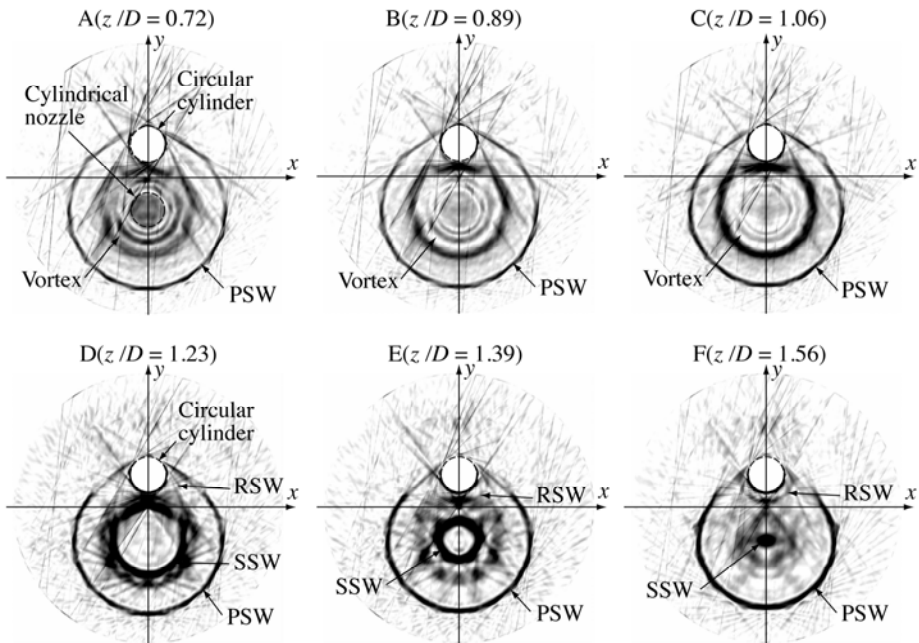 A(z/D = 0.72)
y
Cylindrical
nozzle
Circular
cylinder
x
Vortex
PSW
B(z/D = 0.89)
y
x
Vortex
PSW
C(z/D = 1.06)
y
x
Vortex
PSW
D(z/D = 1.23)
y
Circular
cylinder
RSW
x
SSW
PSW
E(z/D = 1.39)
y
RSW
x
SSW
PSW
F(z/D = 1.56)
y
RSW
x
SSW
PSW